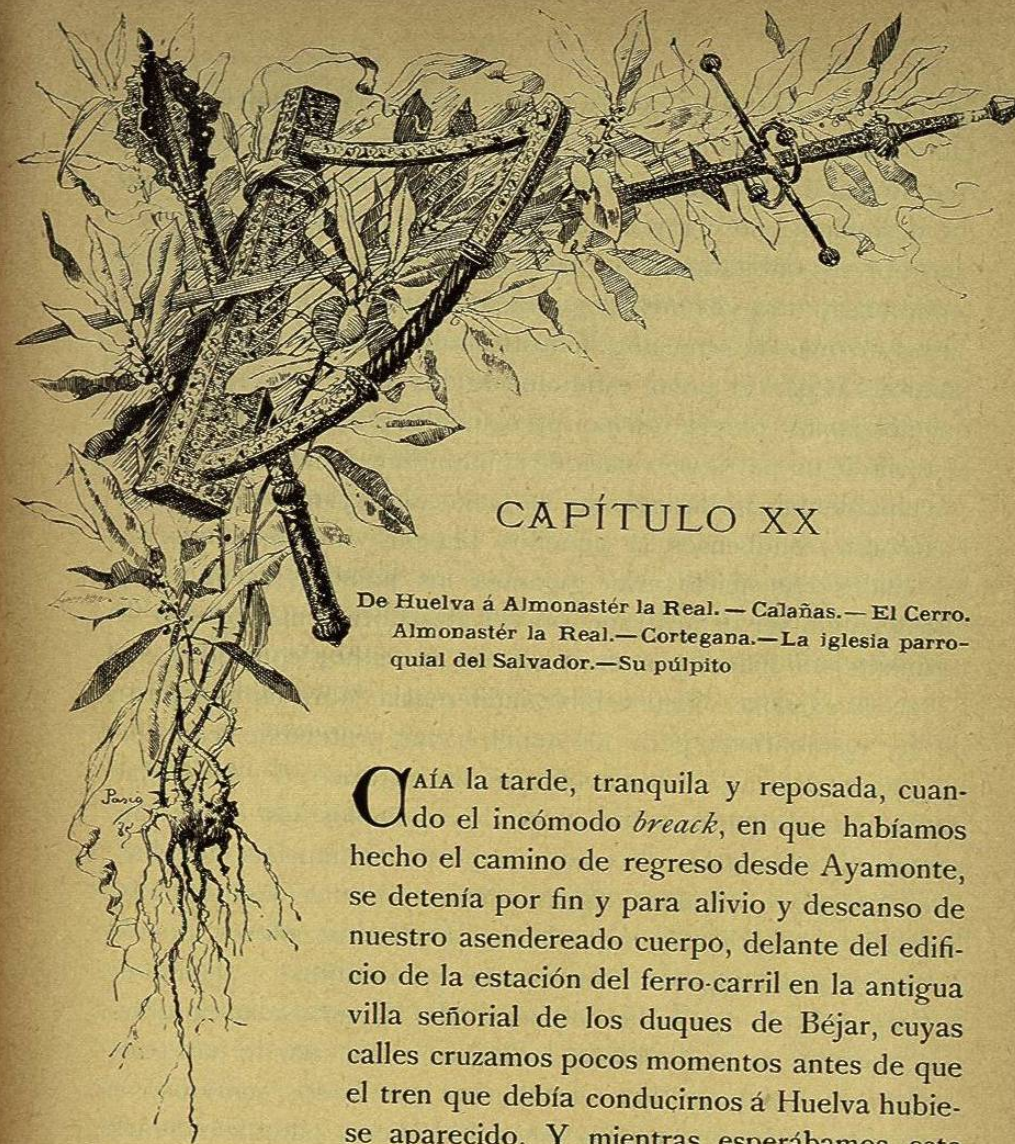 CAPÍTULO XX
De Huelva á Almonastér la Real. — Calañas. — El Cerro.
Almonastér la Real.—Cortegana.—La iglesia parro-
quial del Salvador.—Su púlpito
CAÍA la tarde, tranquila y reposada, cuan-
do el incómodo breack, en que habíamos
hecho el camino de regreso desde Ayamonte,
se detenía por fin y para alivio y descanso de
nuestro asendereado cuerpo, delante del edifi-
cio de la estación del ferro-carril en la antigua
villa señorial de los duques de Béjar, cuyas
calles cruzamos pocos momentos antes de que
el tren que debía conducirnos á Huelva hubie-
se aparecido. Y mientras esperábamos